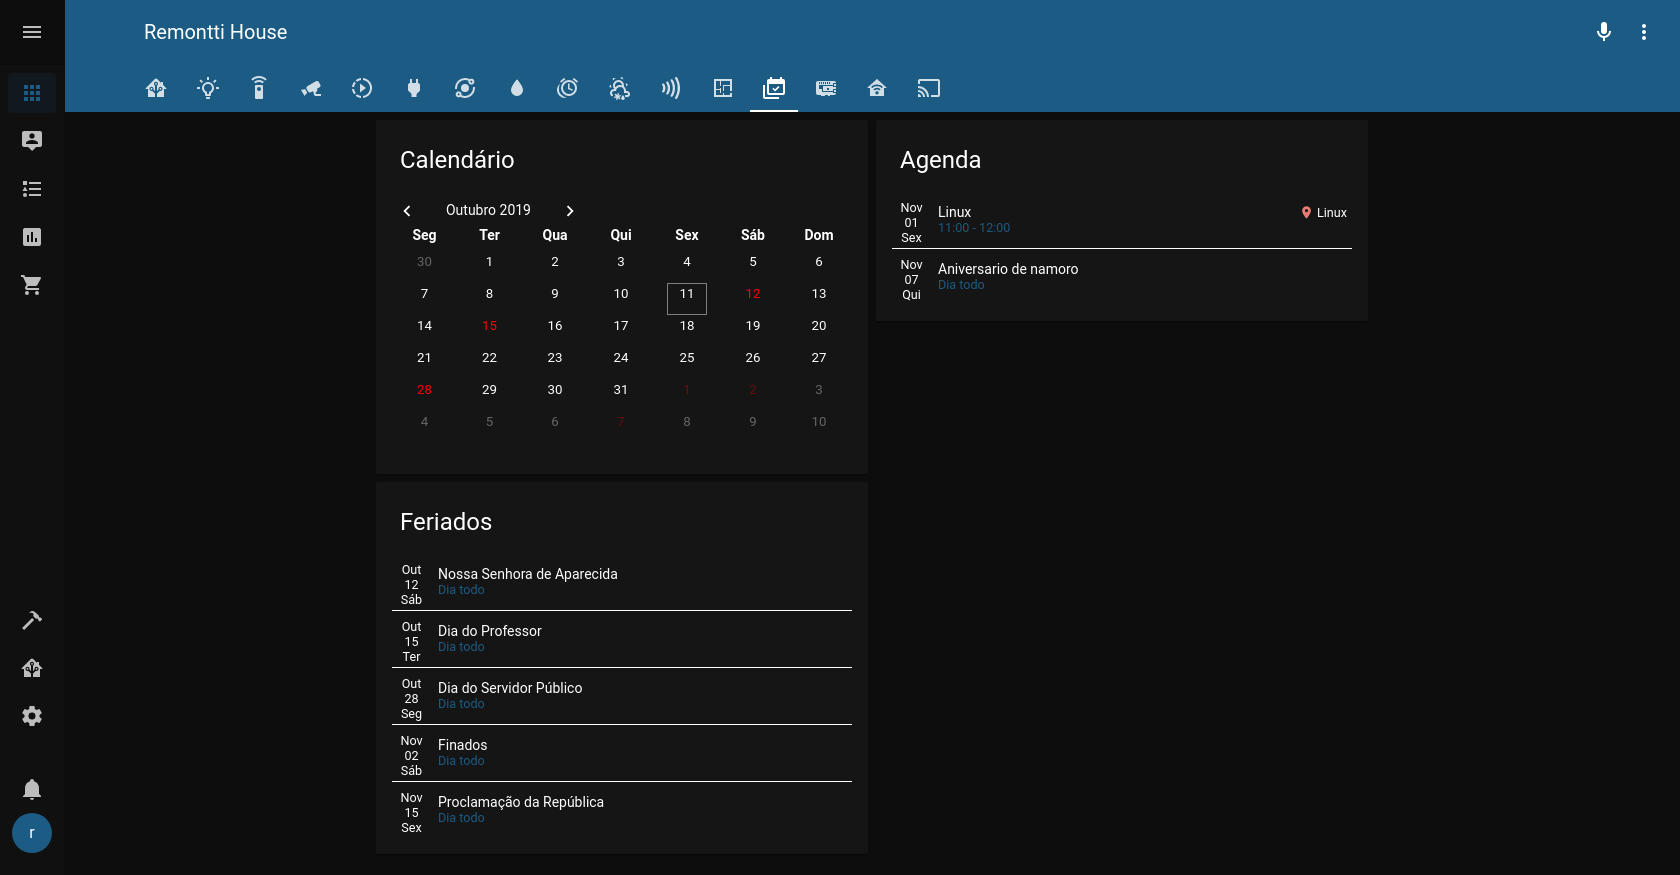 Remontti House
Calendário
Outubro 2019
Seg Ter Qua Qui Sex Sáb Dom
30 1 2 3 4 5 6
7 8 9 10 11 12 13
14 15 16 17 18 19 20
21 22 23 24 25 26 27
28 29 30 31 1 2 3
4 5 6 7 8 9 10
Agenda
Nov
01
Sex
Linux
11:00 - 12:00
Linux
Nov
07
Qui
Aniversario de namoro
Dia todo
Feriados
Out
12
Sáb
Nossa Senhora de Aparecida
Dia todo
Out
15
Ter
Dia do Professor
Dia todo
Out
28
Seg
Dia do Servidor Público
Dia todo
Nov
02
Sáb
Finados
Dia todo
Nov
15
Sex
Proclamação da República
Dia todo
r